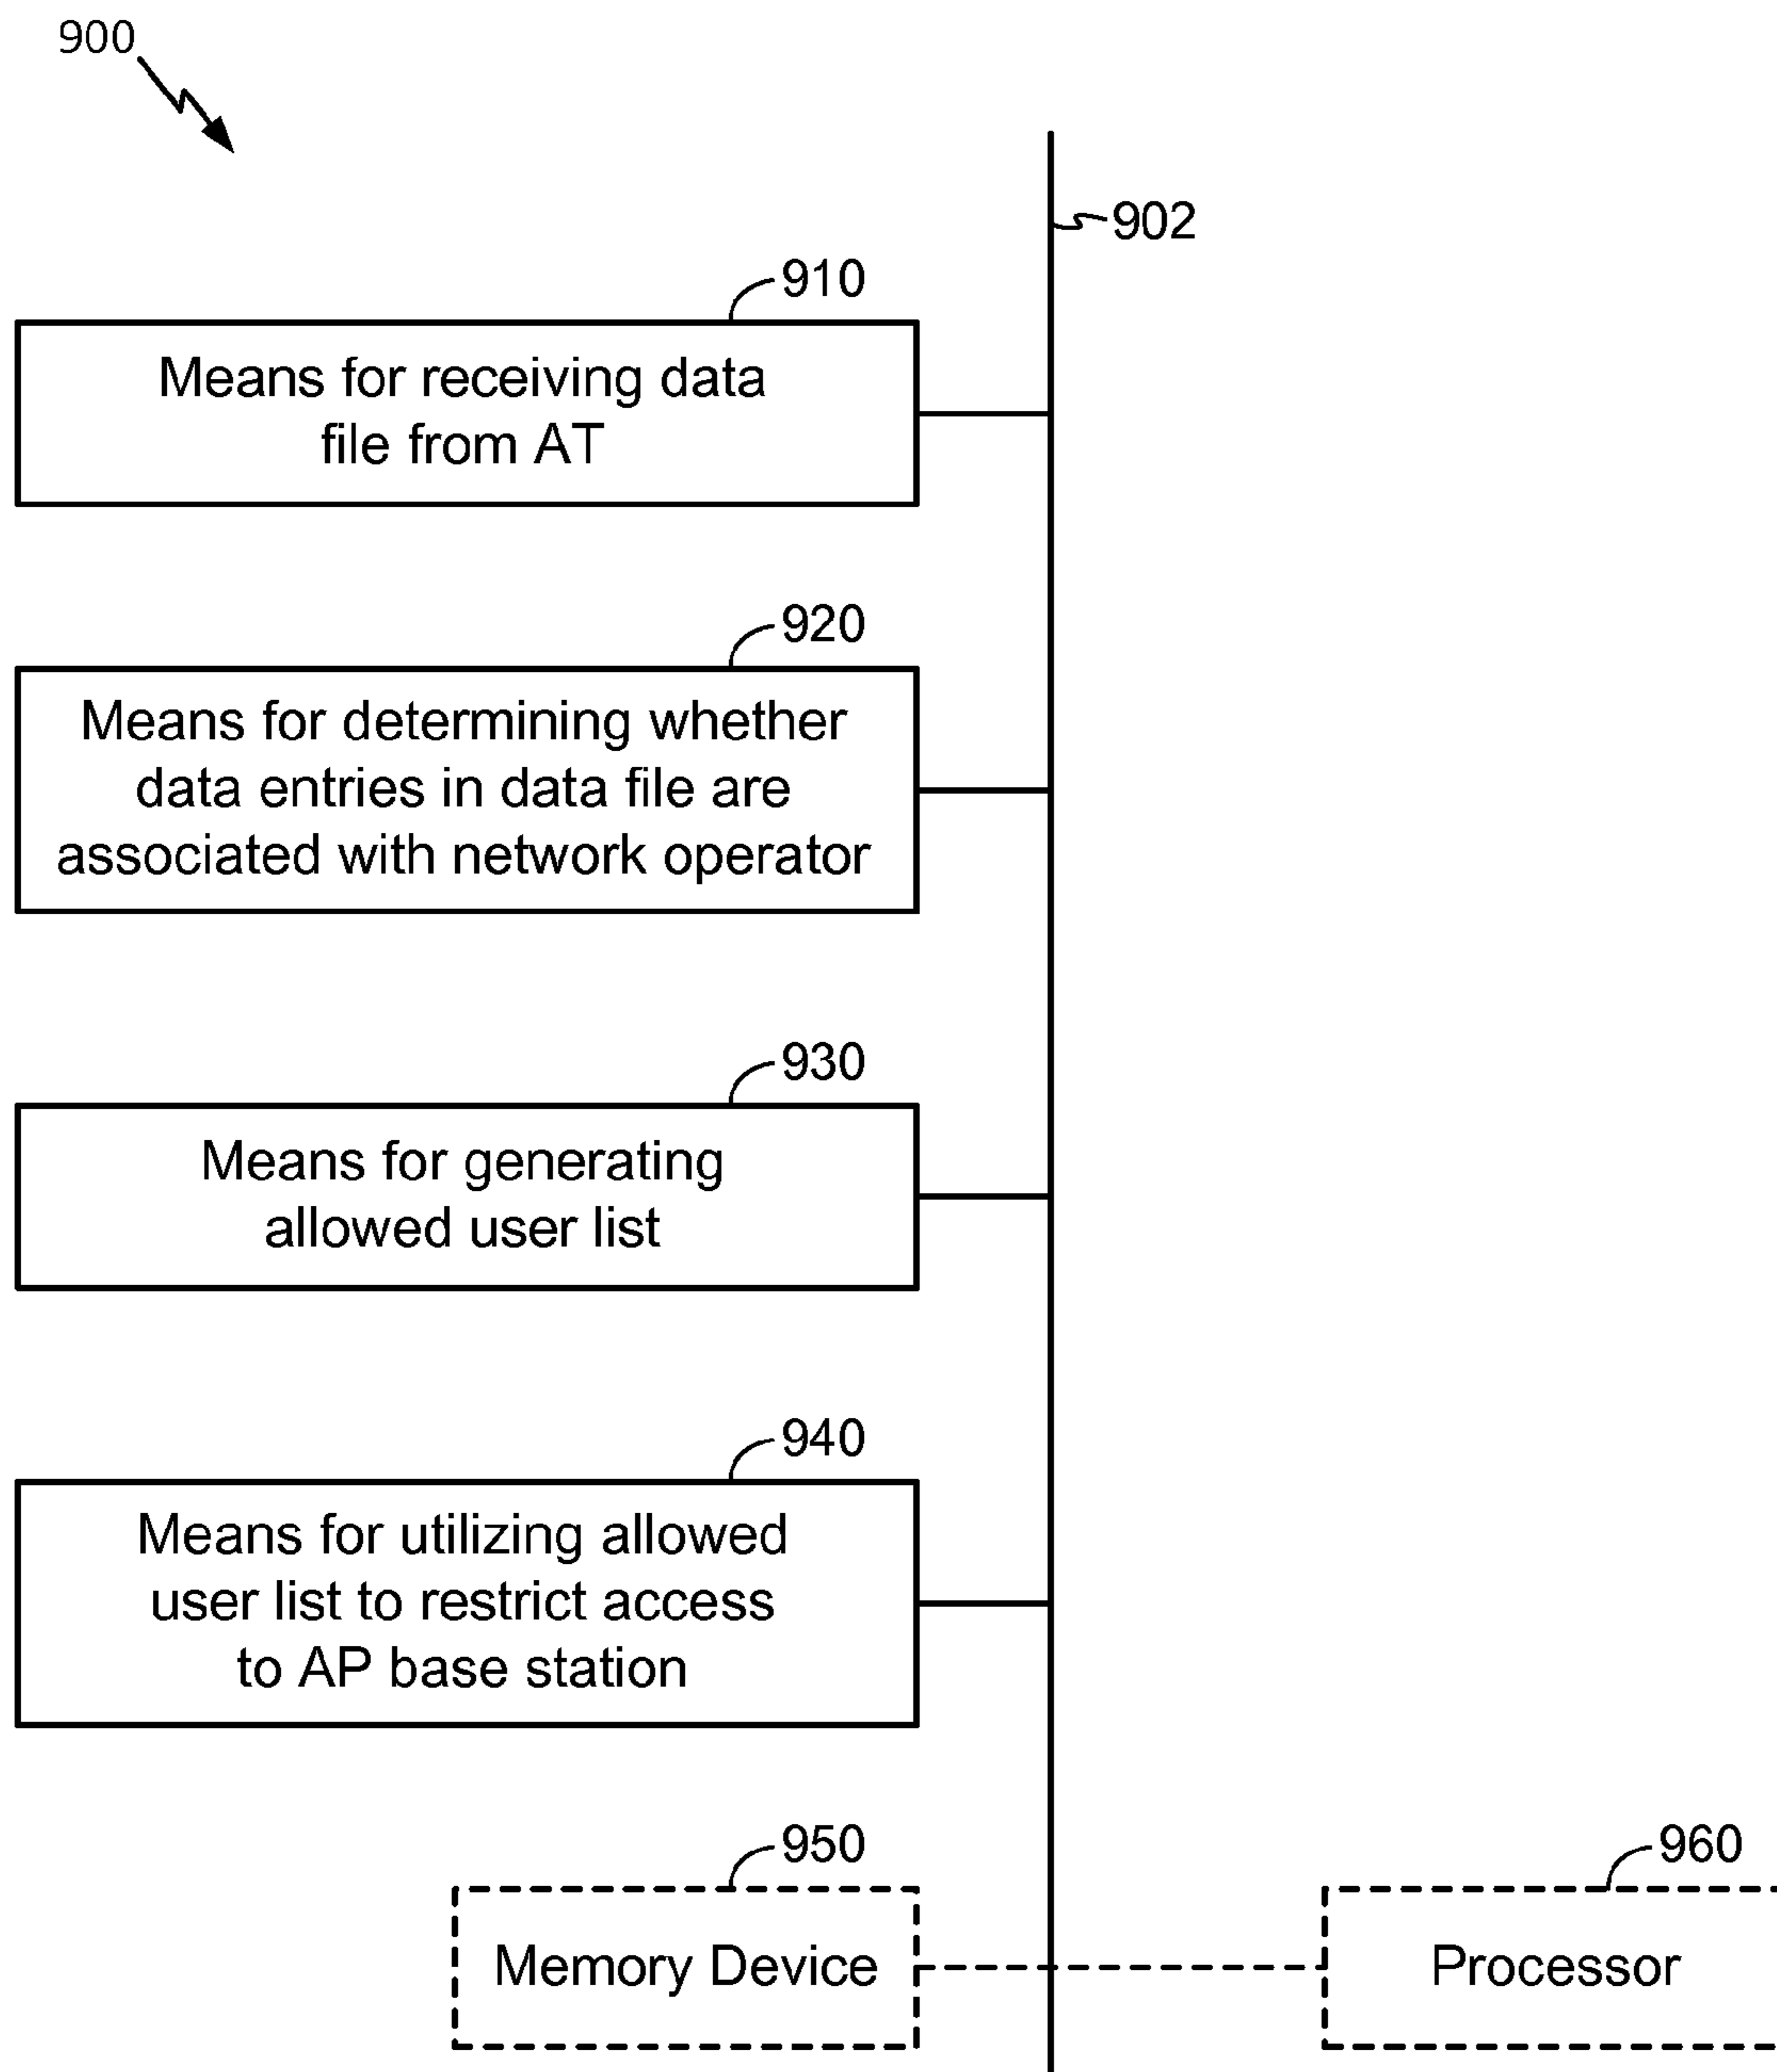 900
902
910
Means for receiving data
file from AT
920
Means for determining whether
data entries in data file are
associated with network operator
930
Means for generating
allowed user list
940
Means for utilizing allowed
user list to restrict access
to AP base station
950
960
Memory Device
Processor